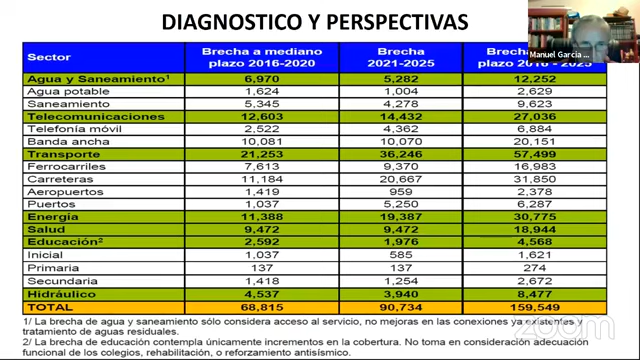 DIAGNOSTICO Y PERSPECTIVAS
Manuel Garcia
Sector Brecha a mediano plazo 2016-2020 Brecha 2021-2025 Brecha plazo 2016 - 2025
Agua y Saneamiento1 6,970 5,282 12,252
Agua potable 1,624 1,004 2,629
Saneamiento 5,345 4,278 9,623
Telecomunicaciones 12,603 14,432 27,036
Telefonía móvil 2,522 4,362 6,884
Banda ancha 10,081 10,070 20,151
Transporte 21,253 36,246 57,499
Ferrocarriles 7,613 9,370 16,983
Carreteras 11,184 20,667 31,850
Aeropuertos 1,419 959 2,378
Puertos 1,037 5,250 6,287
Energía 11,388 19,387 30,775
Salud 9,472 9,472 18,944
Educación2 2,592 1,976 4,568
Inicial 1,037 585 1,621
Primaria 137 137 274
Secundaria 1,418 1,254 2,672
Hidráulico 4,537 3,940 8,477
TOTAL 68,815 90,734 159,549
1/ La brecha de agua y saneamiento sólo considera acceso al servicio, no mejoras en las conexiones ya existentes y
tratamiento de aguas residuales.
2/ La brecha de educación contempla únicamente incrementos en la cobertura. No toma en consideración adecuación
funcional de los colegios, rehabilitación, o reforzamiento antisísmico.
zoom